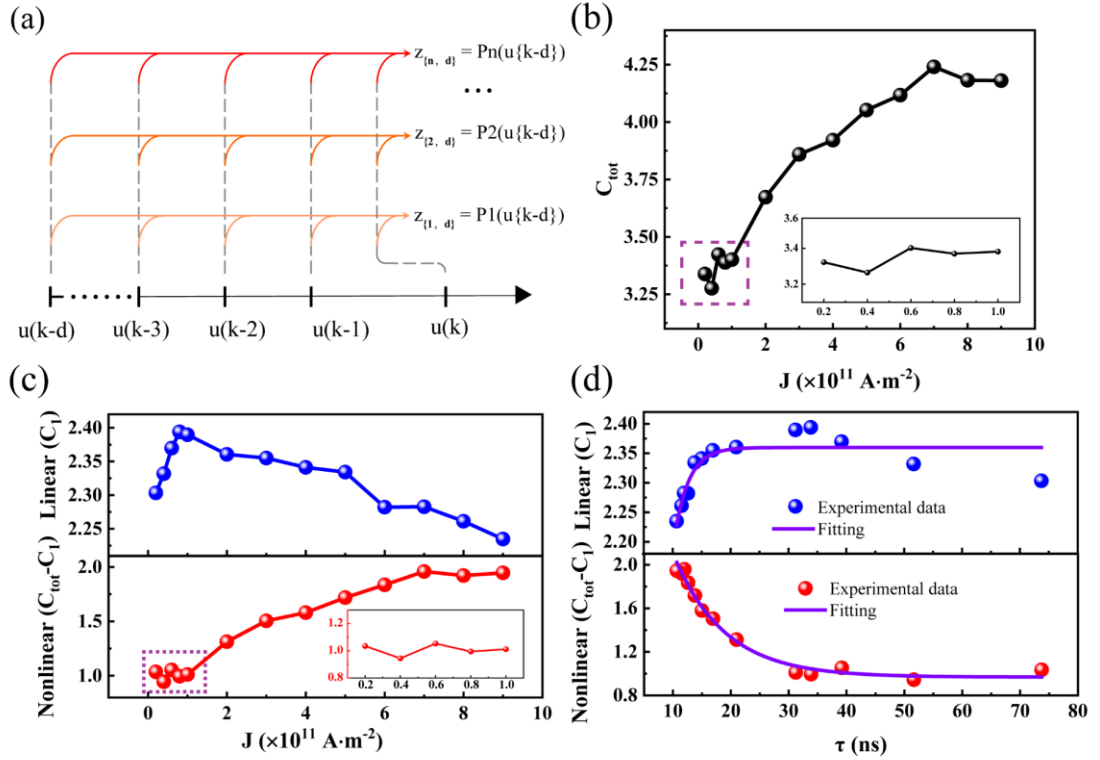 (a)
z{n, d} = Pn(u{k-d})
...
z{2, d} = P2(u{k-d})
z{1, d} = P1(u{k-d})
u(k-d)
u(k-3)
u(k-2)
u(k-1)
u(k)
(b)
Ctot
4.25
4.00
3.75
3.50
3.25
3.6
3.4
3.2
0.2 0.4 0.6 0.8 1.0
0 2 4 6 8 10
J (×10¹¹ A·m⁻²)
(c)
Linear (C₁)
2.40
2.35
2.30
2.25
Nonlinear (Ctot-C₁)
2.0
1.5
1.0
1.2
1.0
0.8
0.2 0.4 0.6 0.8 1.0
0 2 4 6 8 10
J (×10¹¹ A·m⁻²)
(d)
Linear (C₁)
2.40
2.35
2.30
2.25
2.20
Experimental data
Fitting
Nonlinear (Ctot-C₁)
2.0
1.6
1.2
0.8
Experimental data
Fitting
10 20 30 40 50 60 70 80
τ (ns)